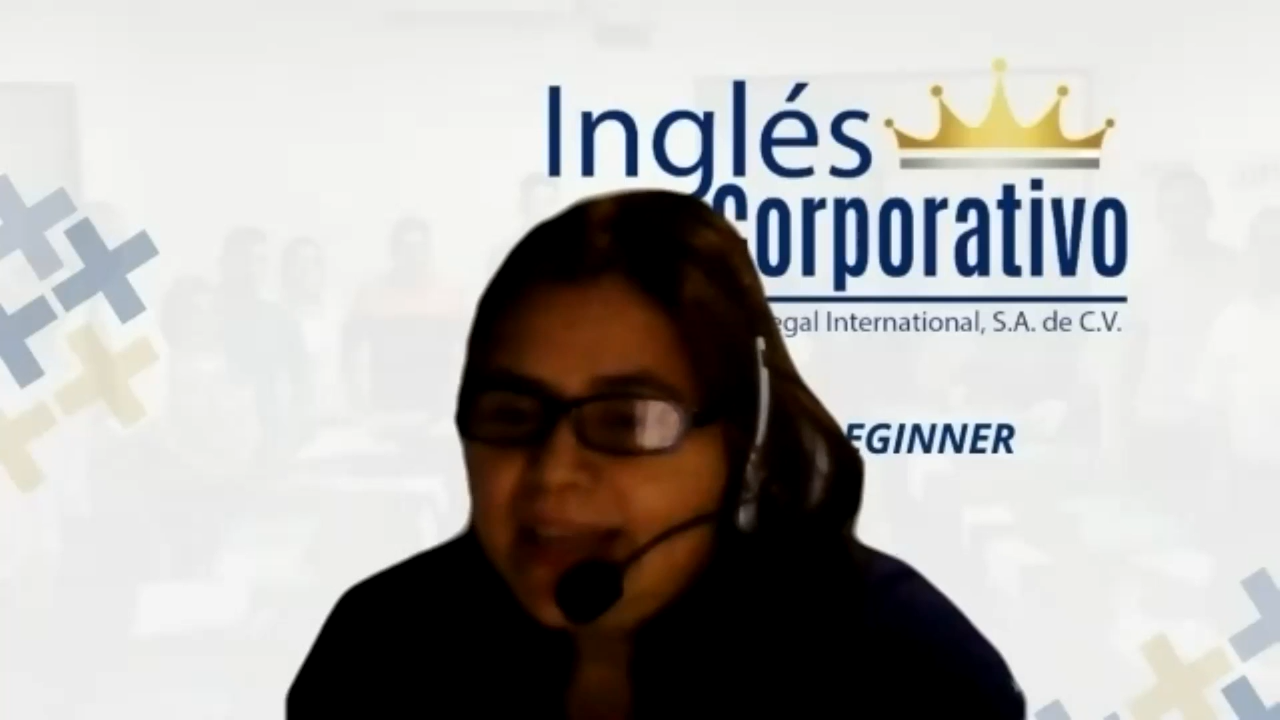 Inglés
Corporativo
egal International, S.A. de C.V.
EGINNER